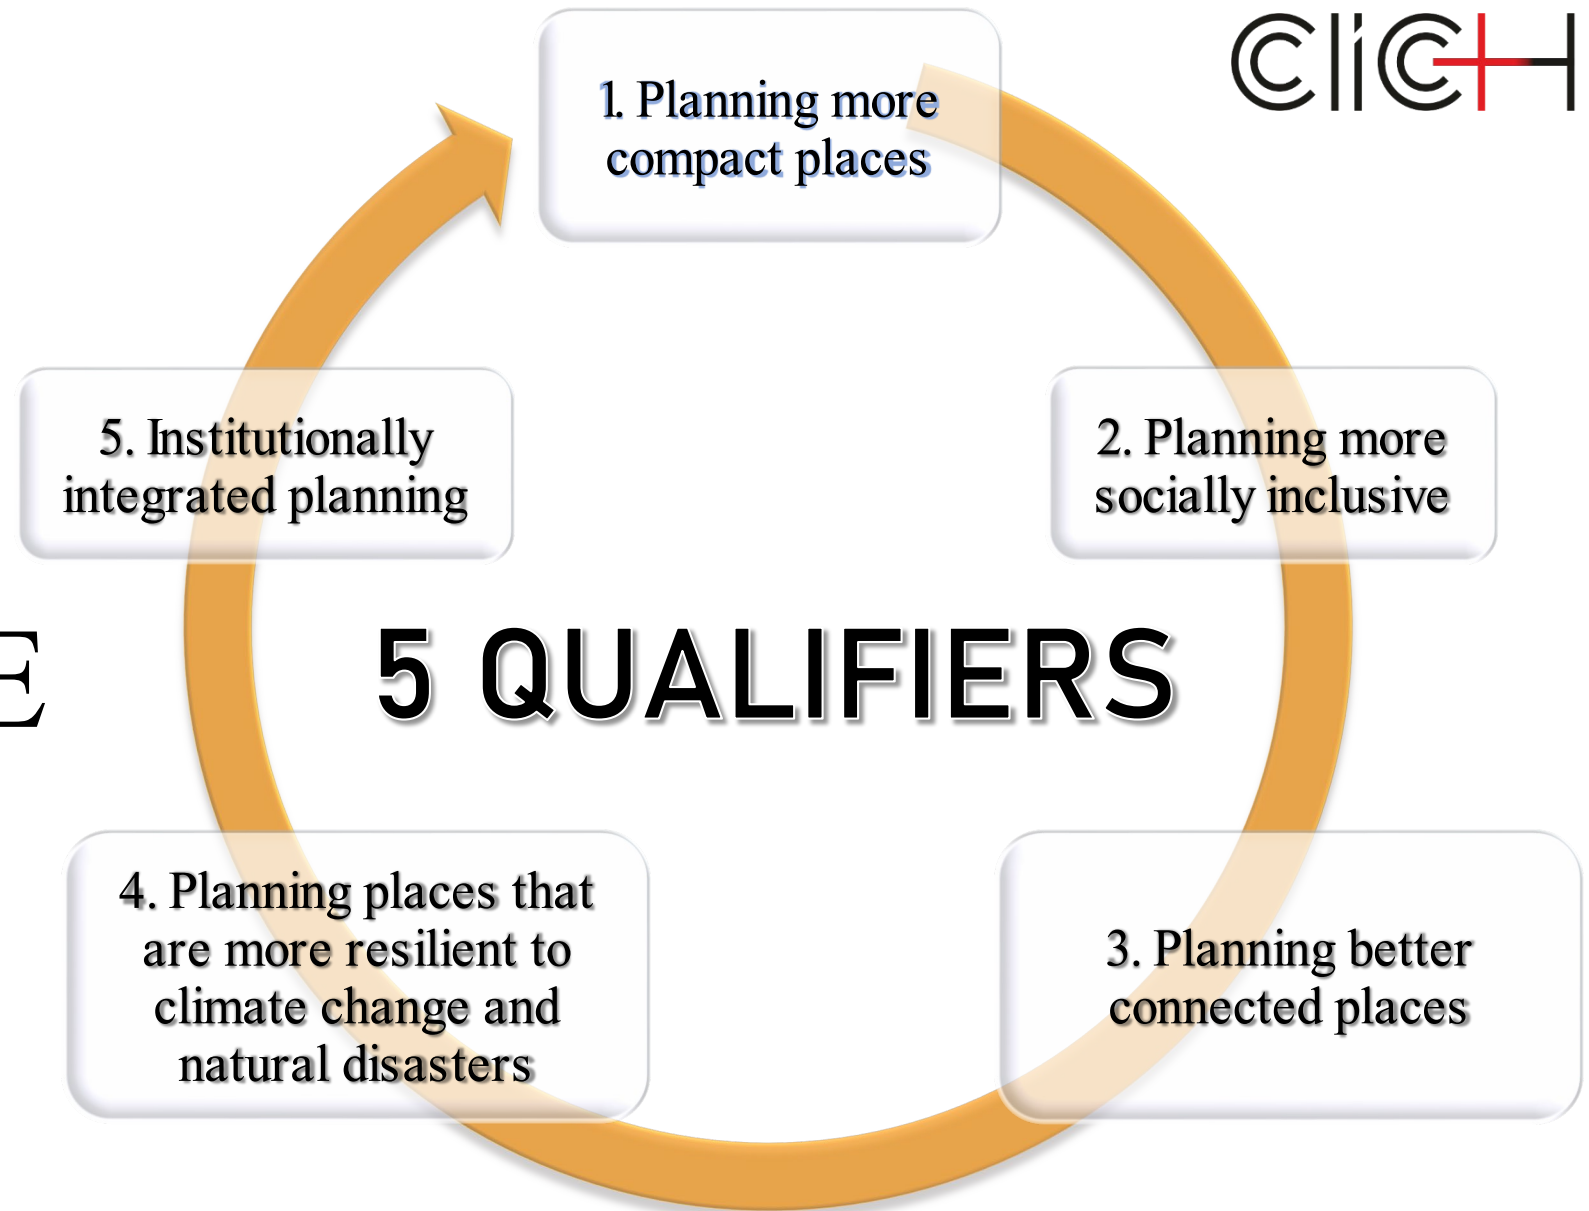 CliCH
1. Planning more
compact places
2. Planning more
socially inclusive
3. Planning better
connected places
4. Planning places that
are more resilient to
climate change and
natural disasters
5. Institutionally
integrated planning
5 QUALIFIERS
E